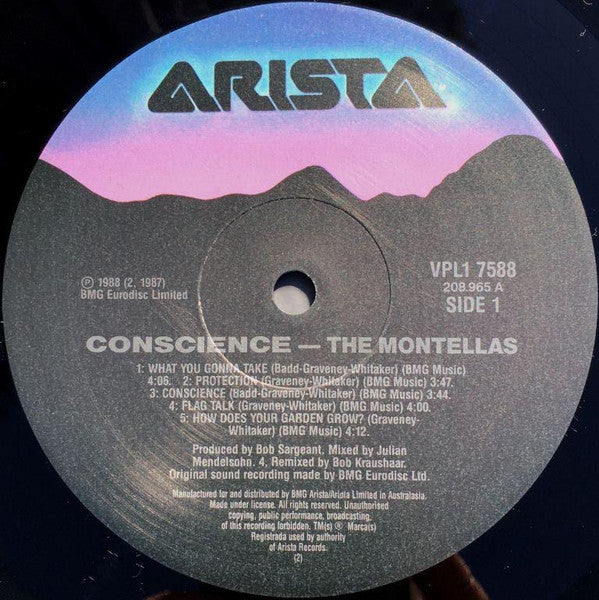 ARISTA
℗ 1988 (2, 1987)
BMG Eurodisc Limited
VPL1 7588
208.965 A
SIDE 1
CONSCIENCE — THE MONTELLAS
1: WHAT YOU GONNA TAKE (Badd-Graveney-Whitaker) (BMG Music)
4:06. 2: PROTECTION (Graveney-Whitaker) (BMG Music) 3:47.
3: CONSCIENCE (Badd-Graveney-Whitaker) (BMG Music) 3:44.
4: FLAG TALK (Graveney-Whitaker) (BMG Music) 4:00.
5: HOW DOES YOUR GARDEN GROW? (Graveney-
Whitaker) (BMG Music) 4:12.
Produced by Bob Sargeant. Mixed by Julian
Mendelsohn. 4, Remixed by Bob Kraushaar.
Original sound recording made by BMG Eurodisc Ltd.
Manufactured for and distributed by BMG Arista/Ariola Limited in Australasia.
Made under license. All rights reserved. Unauthorised
copying, public performance, broadcasting,
of this recording forbidden. TM(s) ® Marca(s)
Registrada used by authority
of Arista Records.
(2)